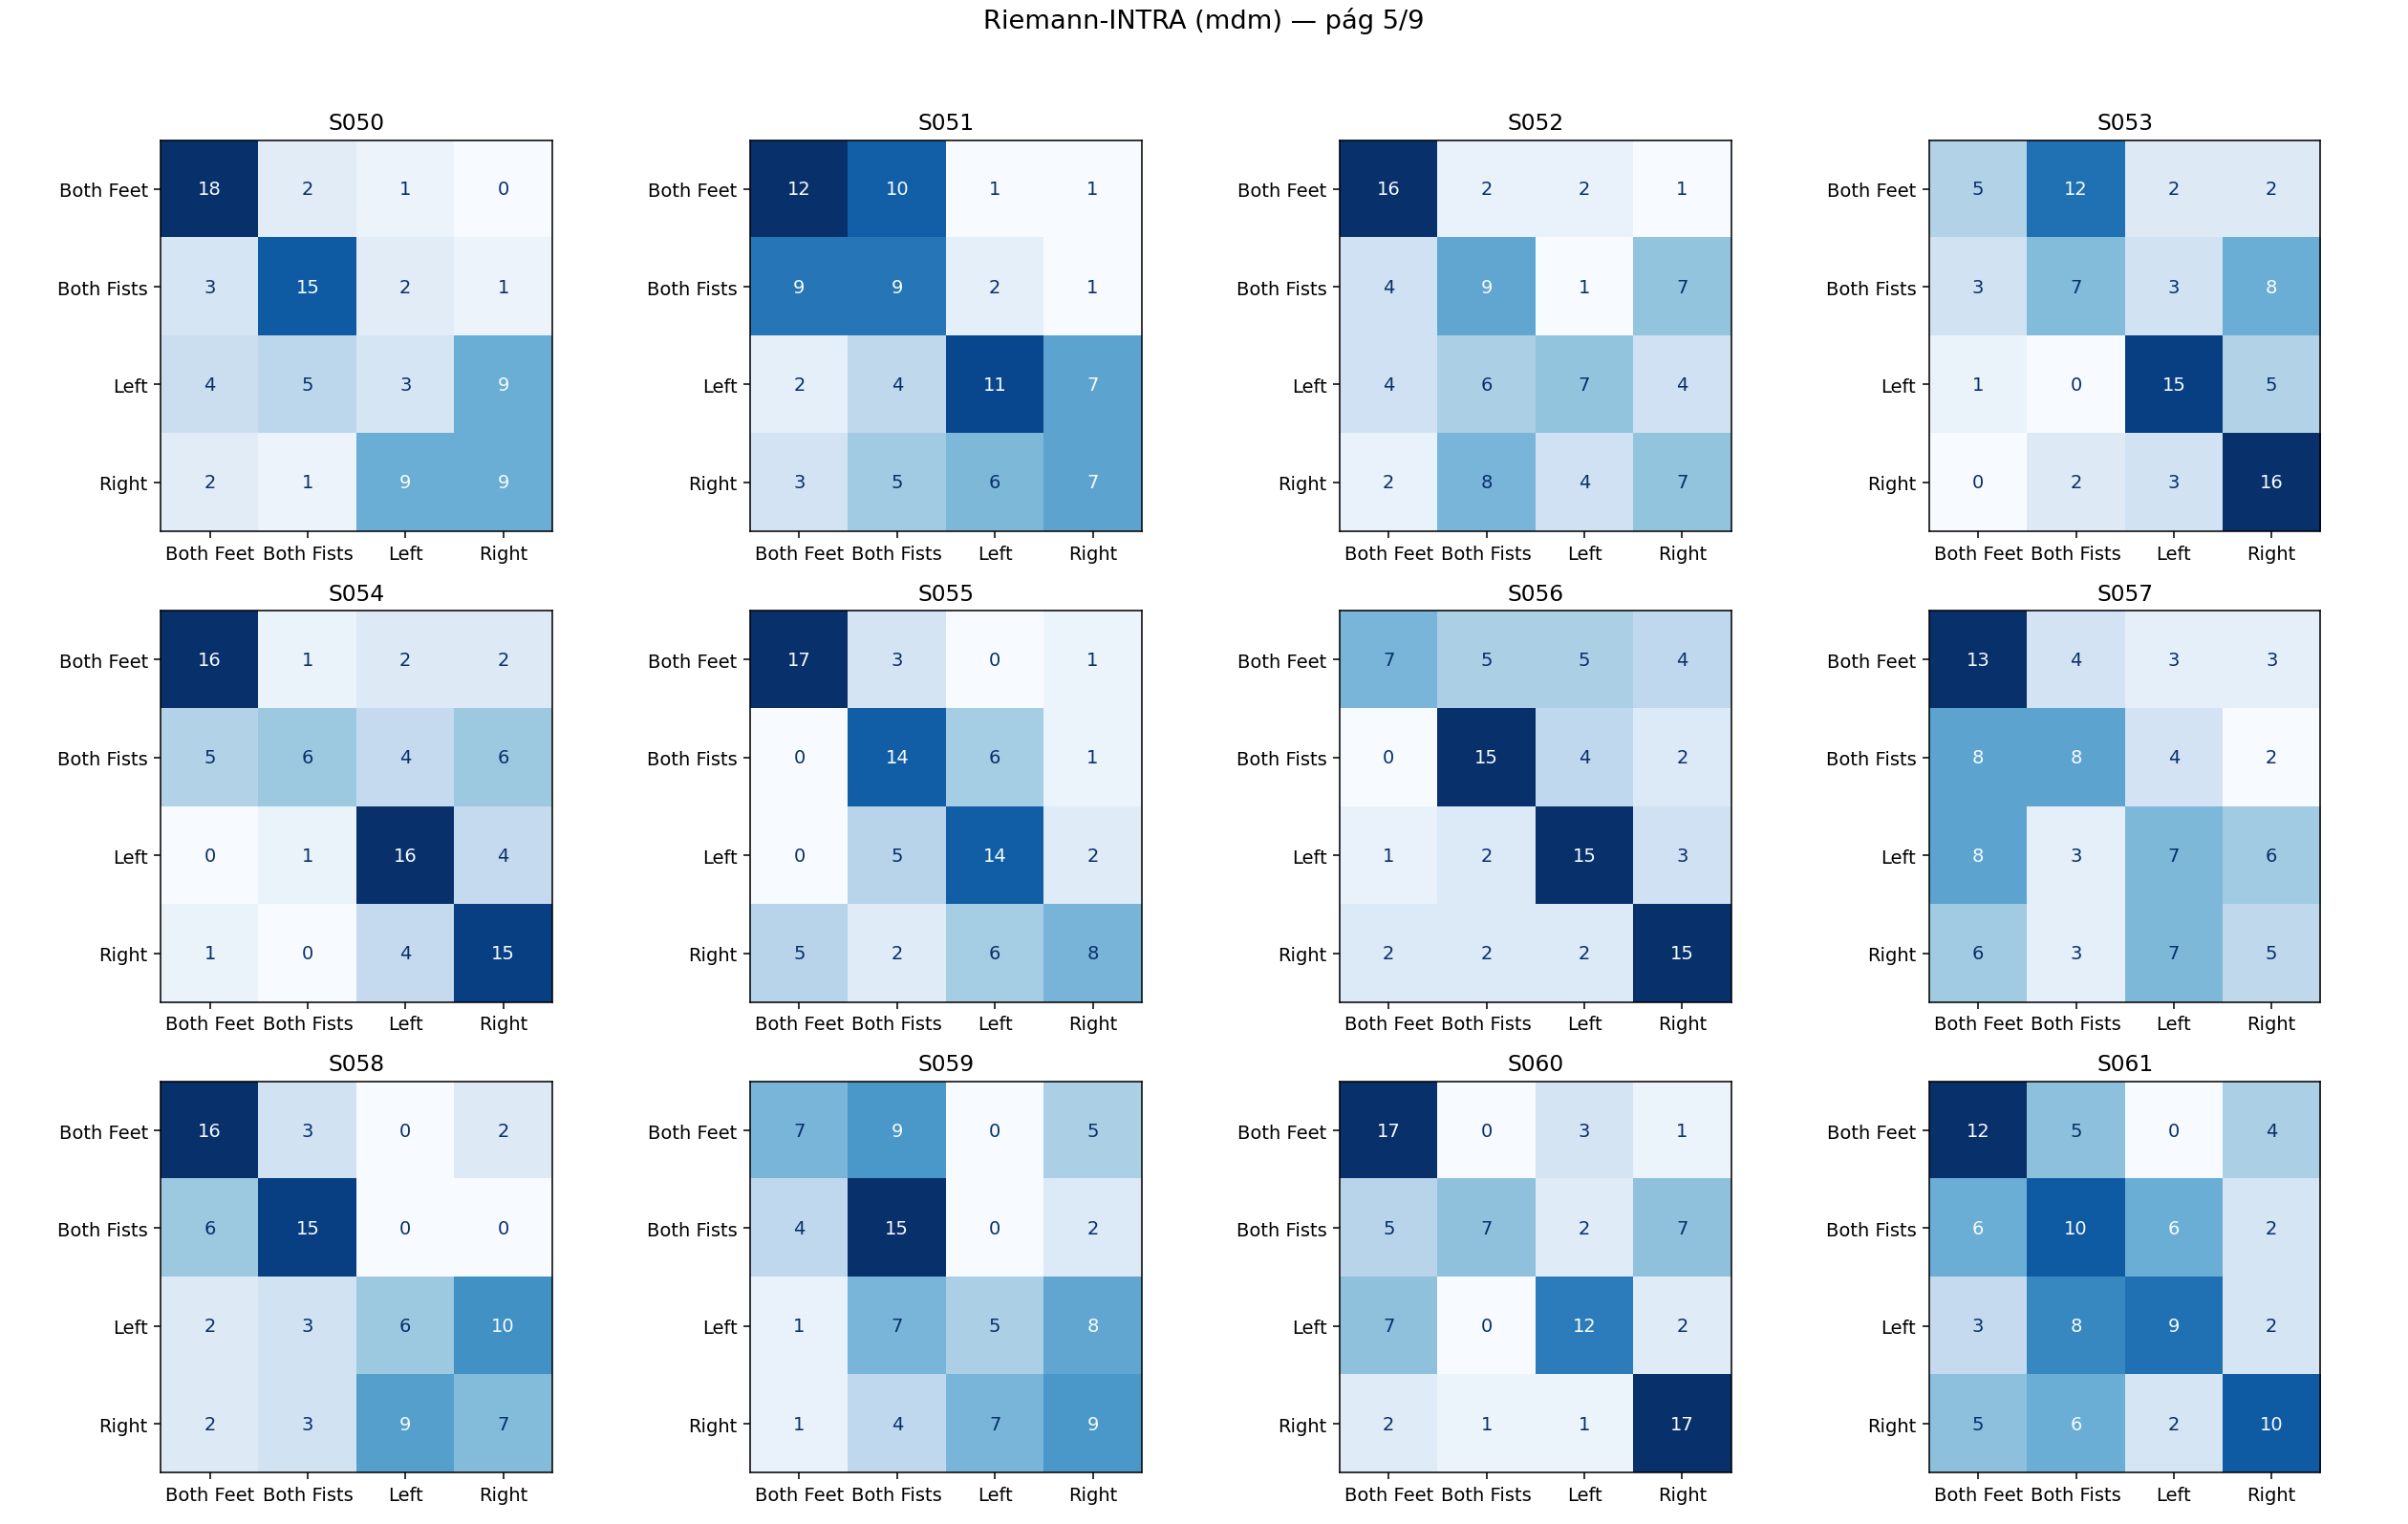 Riemann-INTRA (mdm) — pág 5/9
S050 S051 S052 S053
Both Feet 18 2 1 0 Both Feet 12 10 1 1 Both Feet 16 2 2 1 Both Feet 5 12 2 2
Both Fists 3 15 2 1 Both Fists 9 9 2 1 Both Fists 4 9 1 7 Both Fists 3 7 3 8
Left 4 5 3 9 Left 2 4 11 7 Left 4 6 7 4 Left 1 0 15 5
Right 2 1 9 9 Right 3 5 6 7 Right 2 8 4 7 Right 0 2 3 16
Both Feet Both Fists Left Right Both Feet Both Fists Left Right Both Feet Both Fists Left Right Both Feet Both Fists Left Right
S054 S055 S056 S057
Both Feet 16 1 2 2 Both Feet 17 3 0 1 Both Feet 7 5 5 4 Both Feet 13 4 3 3
Both Fists 5 6 4 6 Both Fists 0 14 6 1 Both Fists 0 15 4 2 Both Fists 8 8 4 2
Left 0 1 16 4 Left 0 5 14 2 Left 1 2 15 3 Left 8 3 7 6
Right 1 0 4 15 Right 5 2 6 8 Right 2 2 2 15 Right 6 3 7 5
Both Feet Both Fists Left Right Both Feet Both Fists Left Right Both Feet Both Fists Left Right Both Feet Both Fists Left Right
S058 S059 S060 S061
Both Feet 16 3 0 2 Both Feet 7 9 0 5 Both Feet 17 0 3 1 Both Feet 12 5 0 4
Both Fists 6 15 0 0 Both Fists 4 15 0 2 Both Fists 5 7 2 7 Both Fists 6 10 6 2
Left 2 3 6 10 Left 1 7 5 8 Left 7 0 12 2 Left 3 8 9 2
Right 2 3 9 7 Right 1 4 7 9 Right 2 1 1 17 Right 5 6 2 10
Both Feet Both Fists Left Right Both Feet Both Fists Left Right Both Feet Both Fists Left Right Both Feet Both Fists Left Right